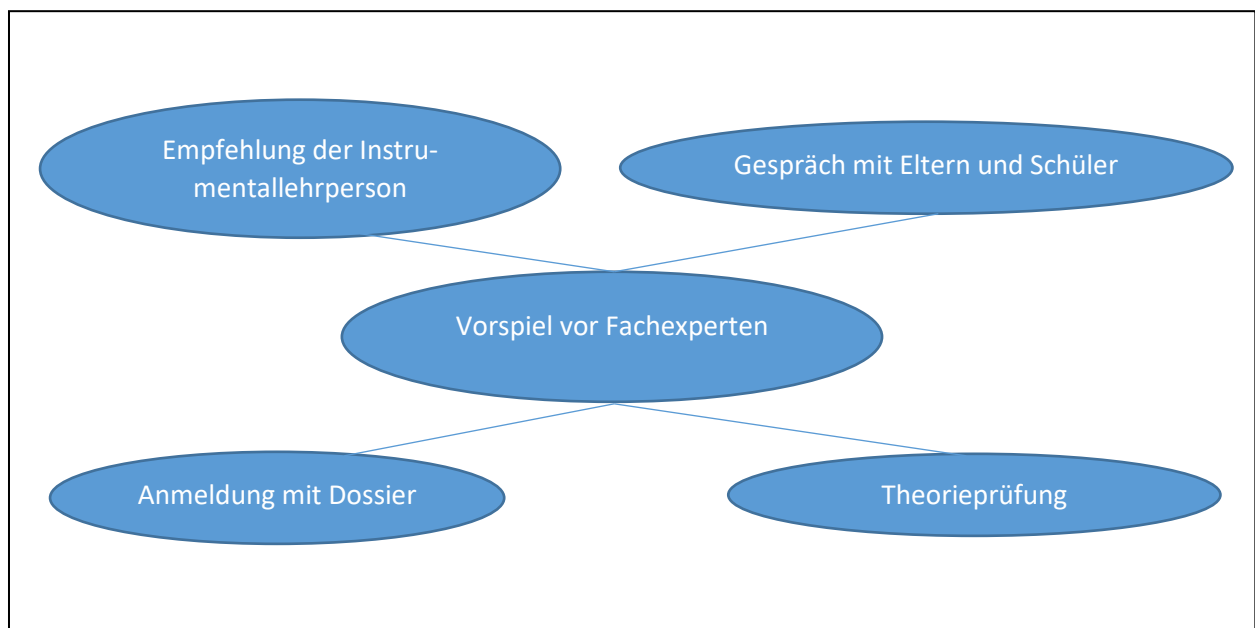 Empfehlung der Instru-
mentallehrperson
Gespräch mit Eltern und Schüler
Vorspiel vor Fachexperten
Anmeldung mit Dossier
Theorieprüfung